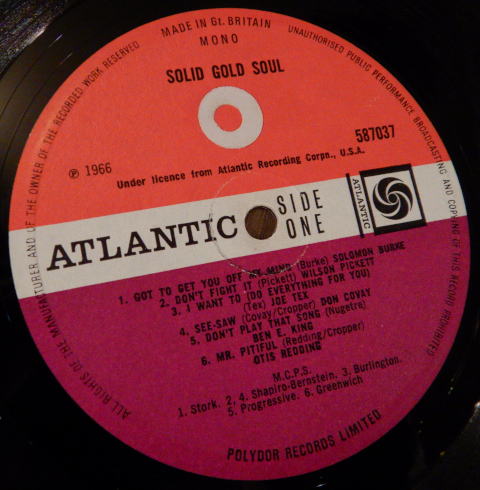 MADE IN Gt. BRITAIN
MONO
UNAUTHORISED PUBLIC PERFORMANCE BROADCASTING AND COPYING OF THIS RECORD PROHIBITED
ALL RIGHTS OF THE MANUFACTURER AND OF THE OWNER OF THE RECORDED WORK RESERVED
SOLID GOLD SOUL
587037
℗ 1966
Under licence from Atlantic Recording Corpn., U.S.A.
ATLANTIC
SIDE
ONE
ATLANTIC
1. GOT TO GET YOU OFF MY MIND (Burke) SOLOMON BURKE
2. DON'T FIGHT IT (Pickett) WILSON PICKETT
3. I WANT TO (DO EVERYTHING FOR YOU)
(Tex) JOE TEX
4. SEE-SAW (Covay/Cropper) DON COVAY
5. DON'T PLAY THAT SONG (Nugetre)
BEN E. KING
6. MR. PITIFUL (Redding/Cropper)
OTIS REDDING
M.C.P.S.
1. Stork. 2, 4. Shapiro-Bernstein. 3, Burlington.
5. Progressive. 6. Greenwich
POLYDOR RECORDS LIMITED